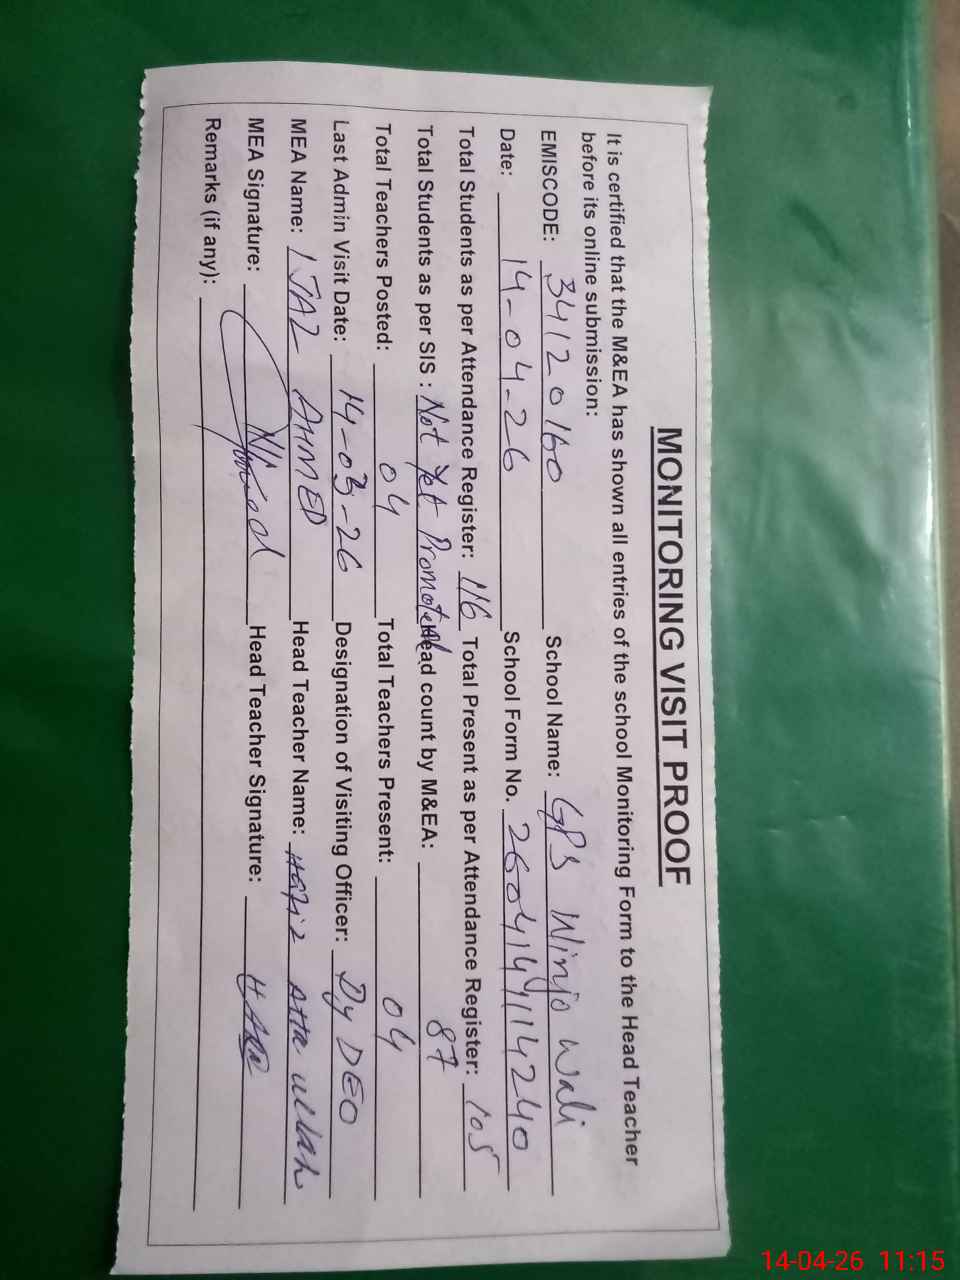 MONITORING VISIT PROOF
It is certified that the M&EA has shown all entries of the school Monitoring Form to the Head Teacher
before its online submission:
EMISCODE: 34120160 School Name: GPS Winjo wali
Date: 14-04-26 School Form No. 260414114240
Total Students as per Attendance Register: 116 Total Present as per Attendance Register: 105
Total Students as per SIS : Not Yet Promoted Head count by M&EA: 87
Total Teachers Posted: 04 Total Teachers Present: 04
Last Admin Visit Date: 14-03-26 Designation of Visiting Officer: Dy DEO
MEA Name: IJAZ AHMED Head Teacher Name: Hafiz Atta ullah
MEA Signature: Head Teacher Signature:
Remarks (if any):
14-04-26 11:15